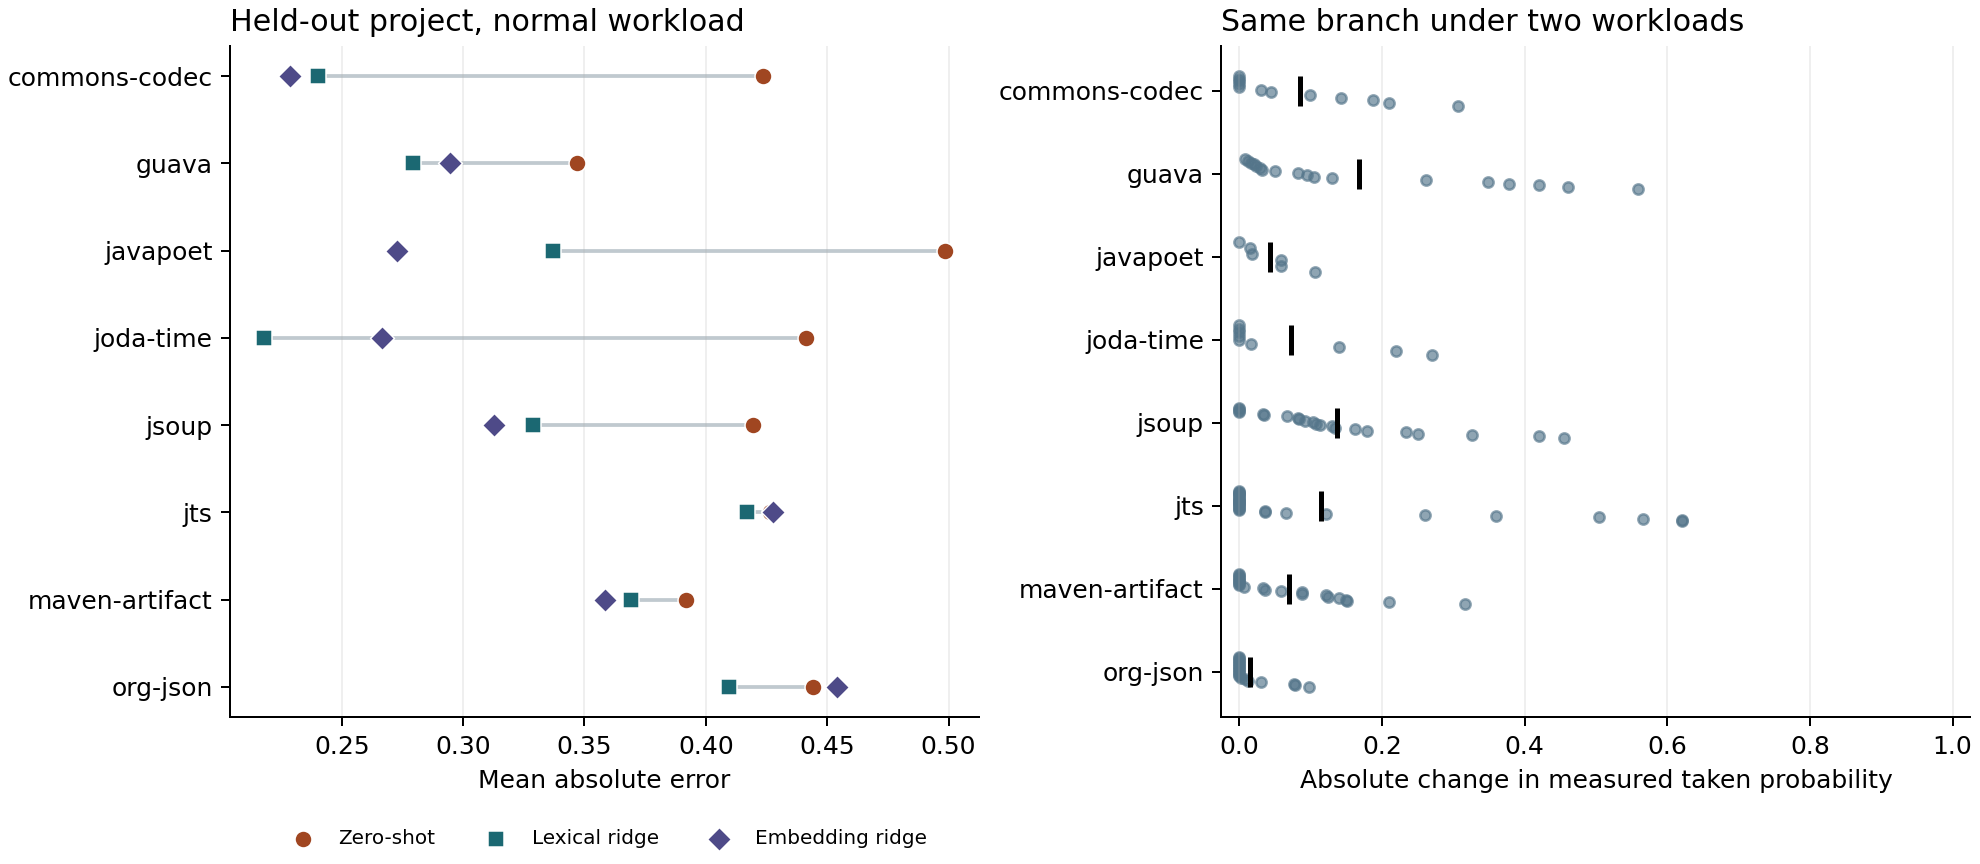 Held-out project, normal workload
commons-codec
guava
javapoet
joda-time
jsoup
jts
maven-artifact
org-json
0.25 0.30 0.35 0.40 0.45 0.50
Mean absolute error
Zero-shot Lexical ridge Embedding ridge
Same branch under two workloads
commons-codec
guava
javapoet
joda-time
jsoup
jts
maven-artifact
org-json
0.0 0.2 0.4 0.6 0.8 1.0
Absolute change in measured taken probability